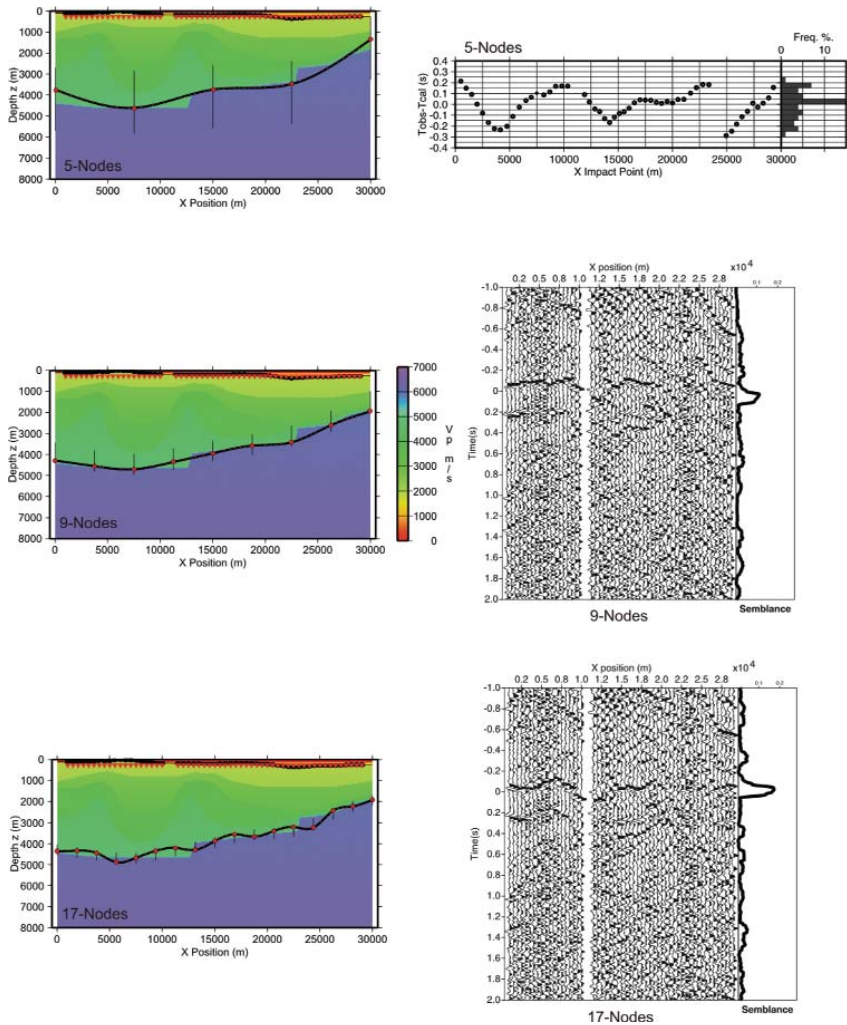 0
1000
2000
3000
4000
5000
6000
7000
8000
Depth z (m)
5-Nodes
0 5000 10000 15000 20000 25000 30000
X Position (m)
5-Nodes
Freq. %.
0 10
0.4
0.3
0.2
0.1
0.0
-0.1
-0.2
-0.3
-0.4
Tobs-Tcal (s)
0 5000 10000 15000 20000 25000 30000
X Impact Point (m)
0
1000
2000
3000
4000
5000
6000
7000
8000
Depth z (m)
9-Nodes
0 5000 10000 15000 20000 25000 30000
X Position (m)
7000
6000
5000
4000
3000
2000
1000
0
Vp m/s
X position (m) x10⁴
0.2 0.5 0.8 1.0 1.2 1.5 1.8 2.0 2.2 2.5 2.8
0,1 0,2
-1.0
-0.8
-0.6
-0.4
-0.2
0
0.2
0.4
0.6
0.8
1.0
1.2
1.4
1.6
1.8
2.0
Time(s)
Semblance
9-Nodes
0
1000
2000
3000
4000
5000
6000
7000
8000
Depth z (m)
17-Nodes
0 5000 10000 15000 20000 25000 30000
X Position (m)
X position (m) x10⁴
0.2 0.5 0.8 1.0 1.2 1.5 1.8 2.0 2.2 2.5 2.8
0,1 0,2
-1.0
-0.8
-0.6
-0.4
-0.2
0
0.2
0.4
0.6
0.8
1.0
1.2
1.4
1.6
1.8
2.0
Time(s)
Semblance
17-Nodes